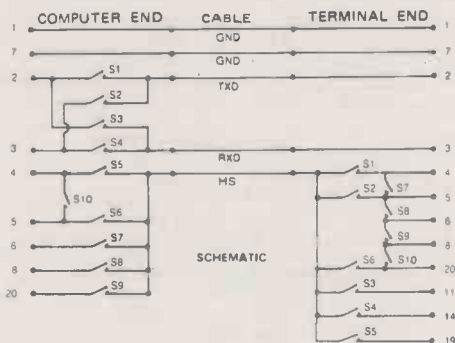 COMPUTER END CABLE TERMINAL END
1 GND 1
7 7 7 7
GND
2 S1 2
TXD
S2
S3
3 S4 3
RXD
4 S5 S1 4
HS
S10 S2 S7 5
5 S6 S8 6
6 S7 S9 8
8 S8 SCHEMATIC S6 S10 20
20 S9 S3 11
S4 14
S5 19